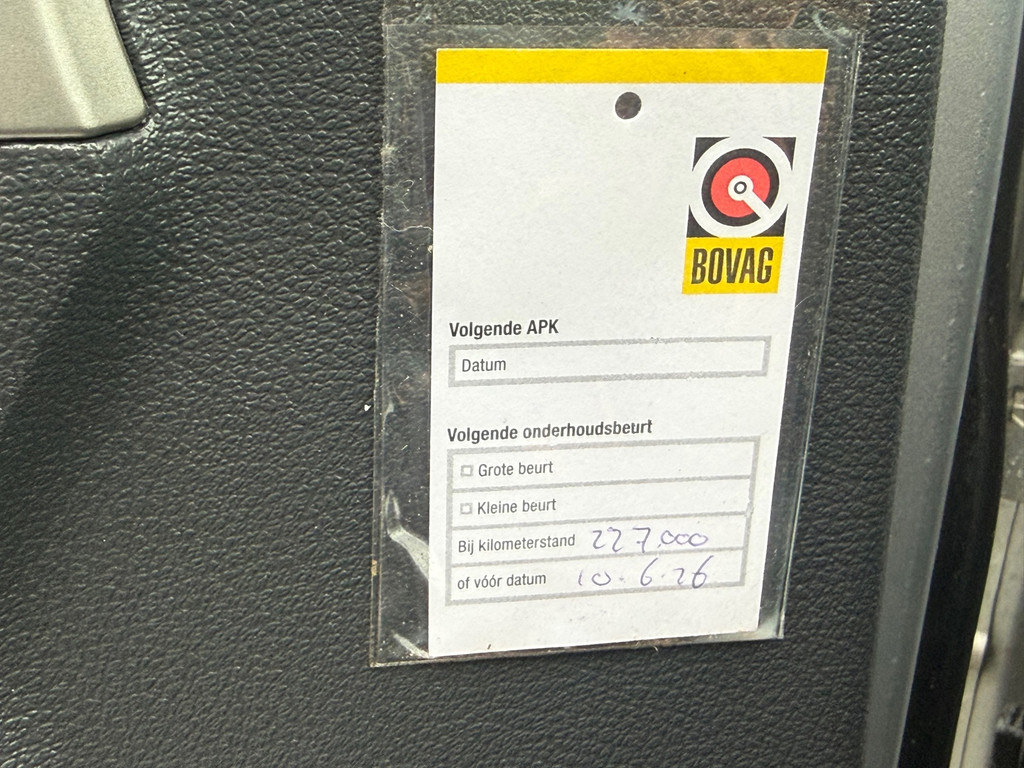 BOVAG
Volgende APK
Datum
Volgende onderhoudsbeurt
Grote beurt
Kleine beurt
Bij kilometerstand 227.000
of vóór datum 10.6.26